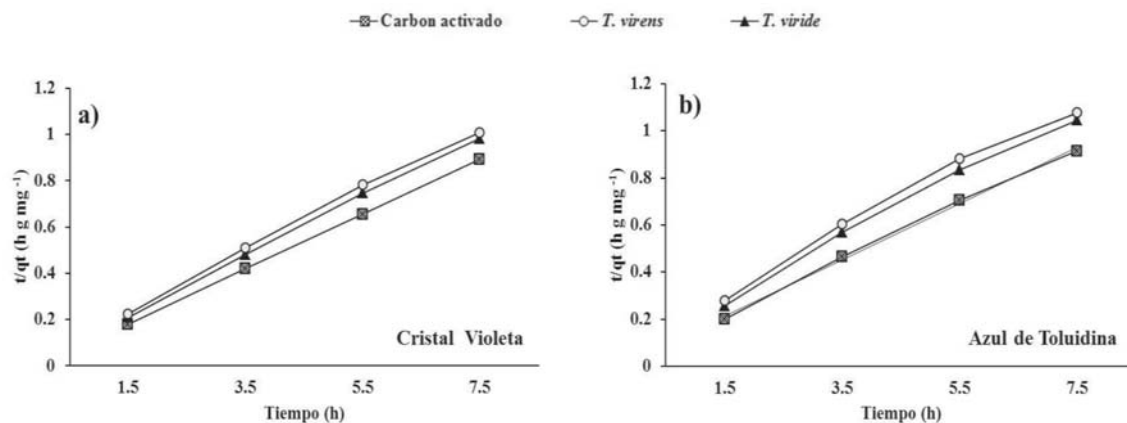 Carbon activado T. virens T. viride
a)
1.2
1
0.8
0.6
0.4
0.2
0
t/qt (h g mg⁻¹)
Cristal Violeta
1.5 3.5 5.5 7.5
Tiempo (h)
b)
1.2
1
0.8
0.6
0.4
0.2
0
t/qt (h g mg⁻¹)
Azul de Toluidina
1.5 3.5 5.5 7.5
Tiempo (h)